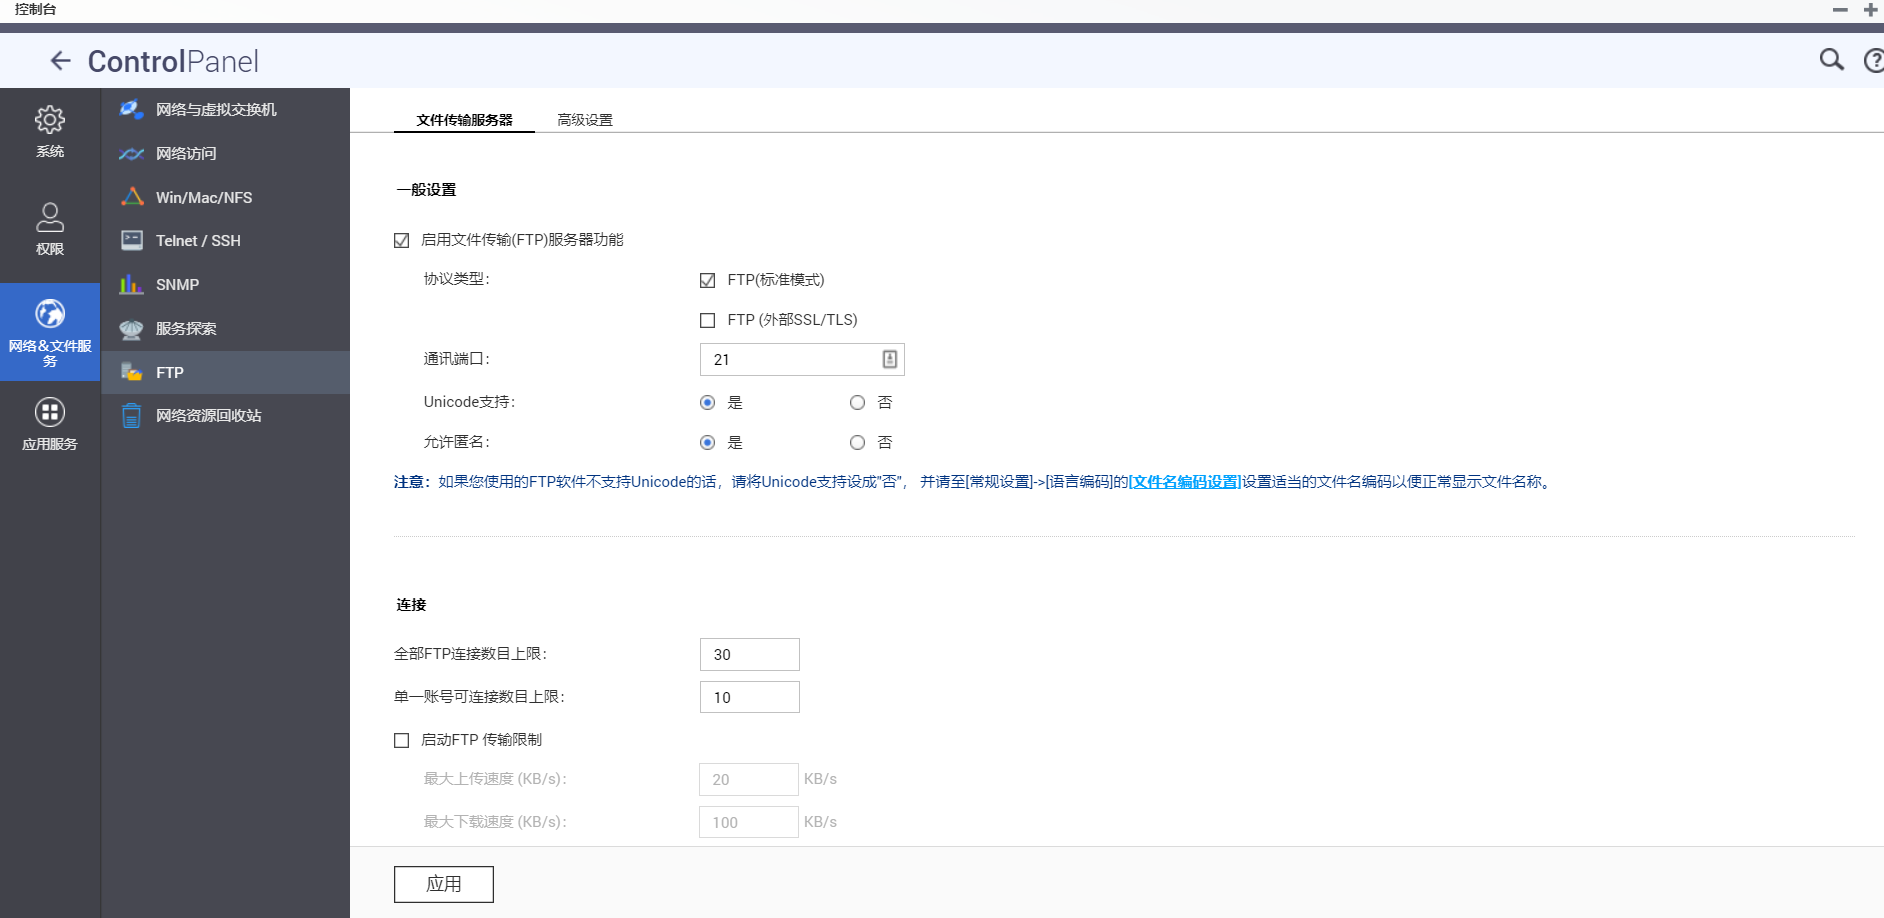 控制台
ControlPanel
系统
权限
网络&文件服
务
应用服务
网络与虚拟交换机
网络访问
Win/Mac/NFS
Telnet / SSH
SNMP
服务探索
FTP
网络资源回收站
文件传输服务器 高级设置
一般设置
启用文件传输(FTP)服务器功能
协议类型: FTP(标准模式)
FTP (外部SSL/TLS)
通讯端口: 21
Unicode支持: 是 否
允许匿名: 是 否
注意：如果您使用的FTP软件不支持Unicode的话，请将Unicode支持设成"否"， 并请至[常规设置]->[语言编码]的[文件名编码设置]设置适当的文件名编码以便正常显示文件名称。
连接
全部FTP连接数目上限: 30
单一账号可连接数目上限: 10
启动FTP 传输限制
最大上传速度 (KB/s): 20 KB/s
最大下载速度 (KB/s): 100 KB/s
应用